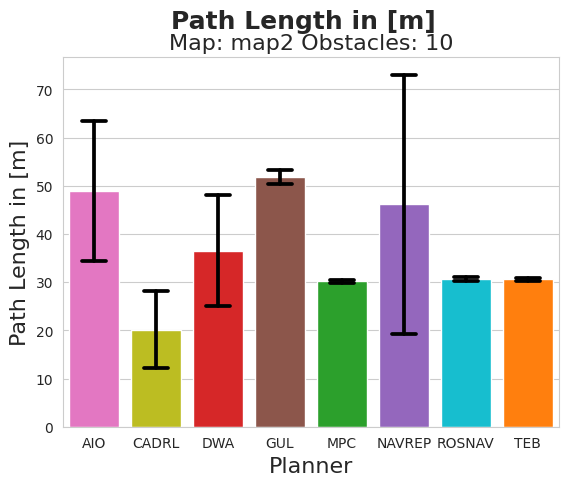 Path Length in [m]
Map: map2 Obstacles: 10
Path Length in [m]
70
60
50
40
30
20
10
0
AIO CADRL DWA GUL MPC NAVREP ROSNAV TEB
Planner